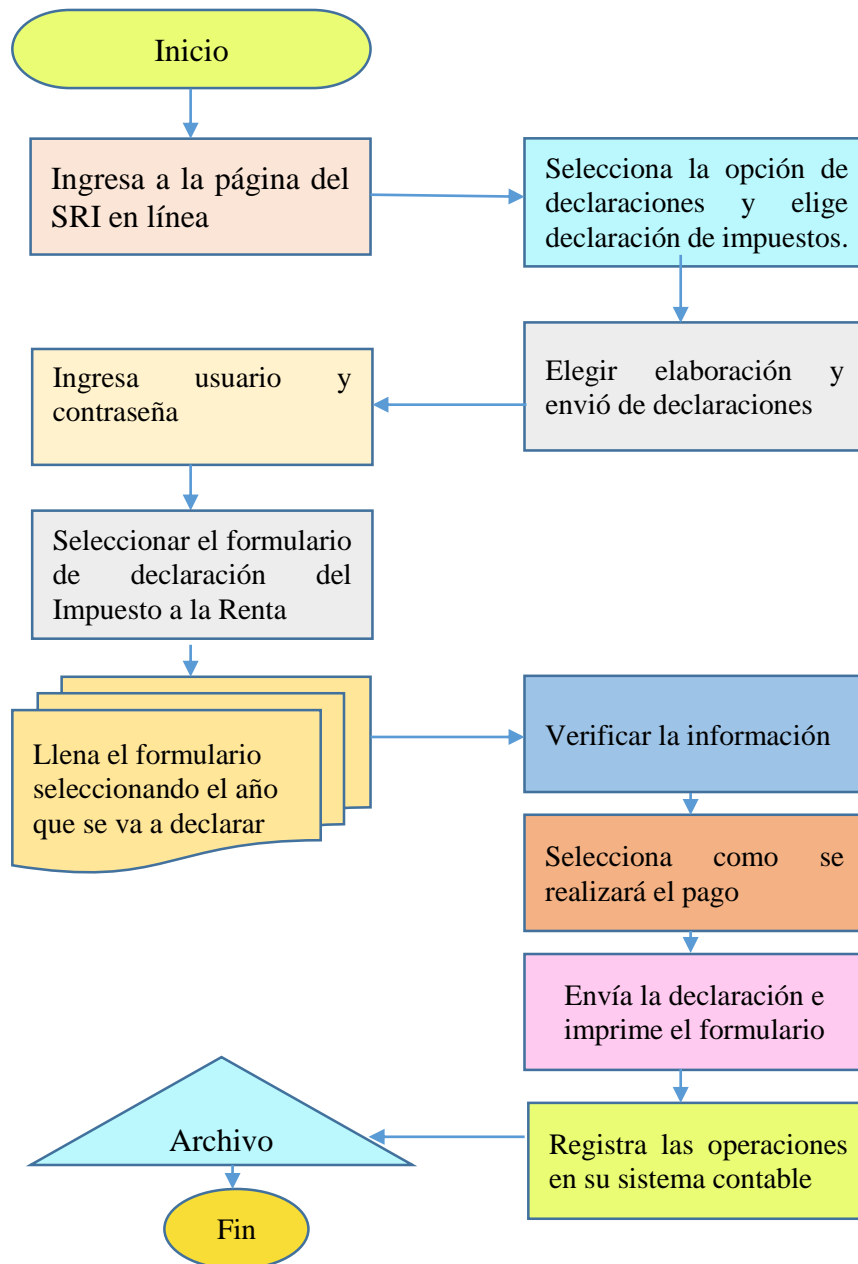 Inicio
Ingresa a la página del
SRI en línea
Selecciona la opción de
declaraciones y elige
declaración de impuestos.
Elegir elaboración y
envió de declaraciones
Ingresa usuario y
contraseña
Seleccionar el formulario
de declaración del
Impuesto a la Renta
Llena el formulario
seleccionando el año
que se va a declarar
Verificar la información
Selecciona como se
realizará el pago
Envía la declaración e
imprime el formulario
Registra las operaciones
en su sistema contable
Archivo
Fin